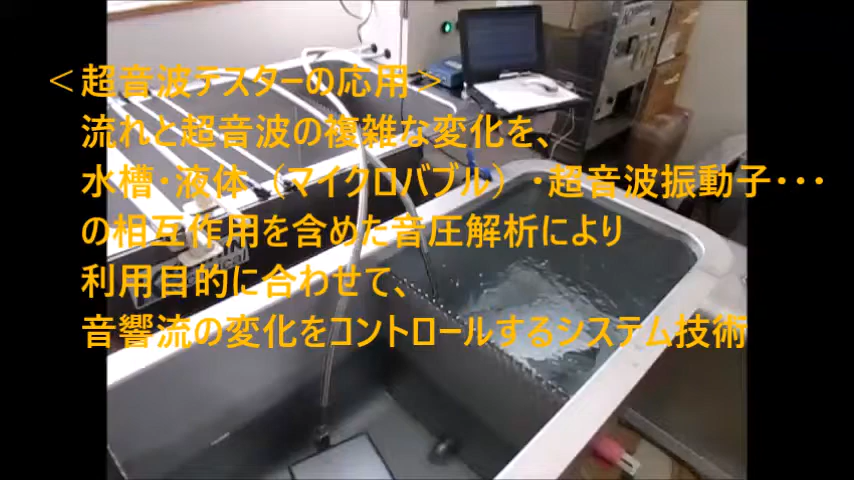 ＜超音波テスターの応用＞
流れと超音波の複雑な変化を、
水槽・液体（マイクロバブル）・超音波振動子・・・
の相互作用を含めた音圧解析により
利用目的に合わせて、
音響流の変化をコントロールするシステム技術